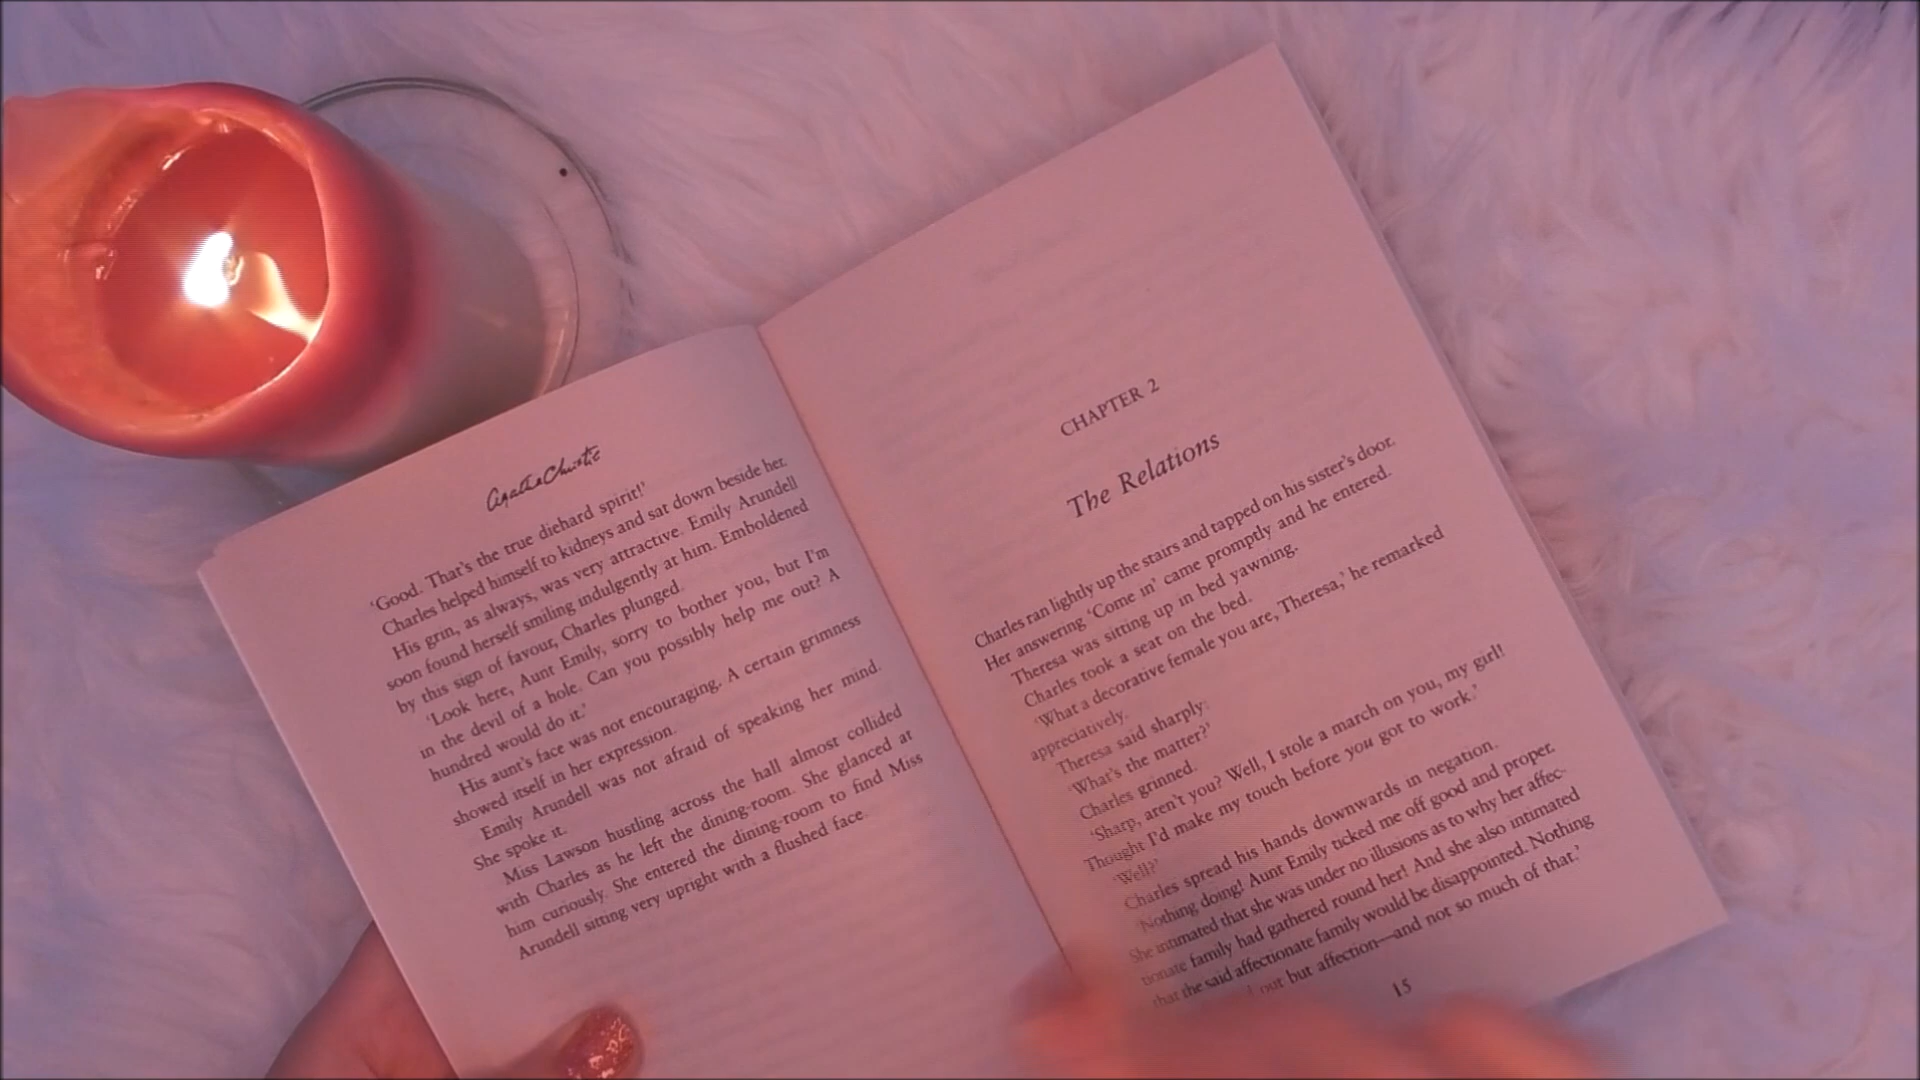 Agatha Christie
‘Good. That’s the true diehard spirit!’
Charles helped himself to kidneys and sat down beside her.
His grin, as always, was very attractive. Emily Arundell
soon found herself smiling indulgently at him. Emboldened
by this sign of favour, Charles plunged.
‘Look here, Aunt Emily, sorry to bother you, but I’m
in the devil of a hole. Can you possibly help me out? A
hundred would do it.’
His aunt’s face was not encouraging. A certain grimness
showed itself in her expression.
Emily Arundell was not afraid of speaking her mind.
She spoke it.
Miss Lawson hustling across the hall almost collided
with Charles as he left the dining-room. She glanced at
him curiously. She entered the dining-room to find Miss
Arundell sitting very upright with a flushed face.
CHAPTER 2
The Relations
Charles ran lightly up the stairs and tapped on his sister’s door.
Her answering ‘Come in’ came promptly and he entered.
Theresa was sitting up in bed yawning.
Charles took a seat on the bed.
‘What a decorative female you are, Theresa,’ he remarked
appreciatively.
Theresa said sharply:
‘What’s the matter?’
Charles grinned.
‘Sharp, aren’t you? Well, I stole a march on you, my girl!
Thought I’d make my touch before you got to work.’
‘Well?’
Charles spread his hands downwards in negation.
‘Nothing doing! Aunt Emily ticked me off good and proper.
She intimated that she was under no illusions as to why her affec-
tionate family had gathered round her! And she also intimated
that the said affectionate family would be disappointed. Nothing
out but affection—and not so much of that.’
15